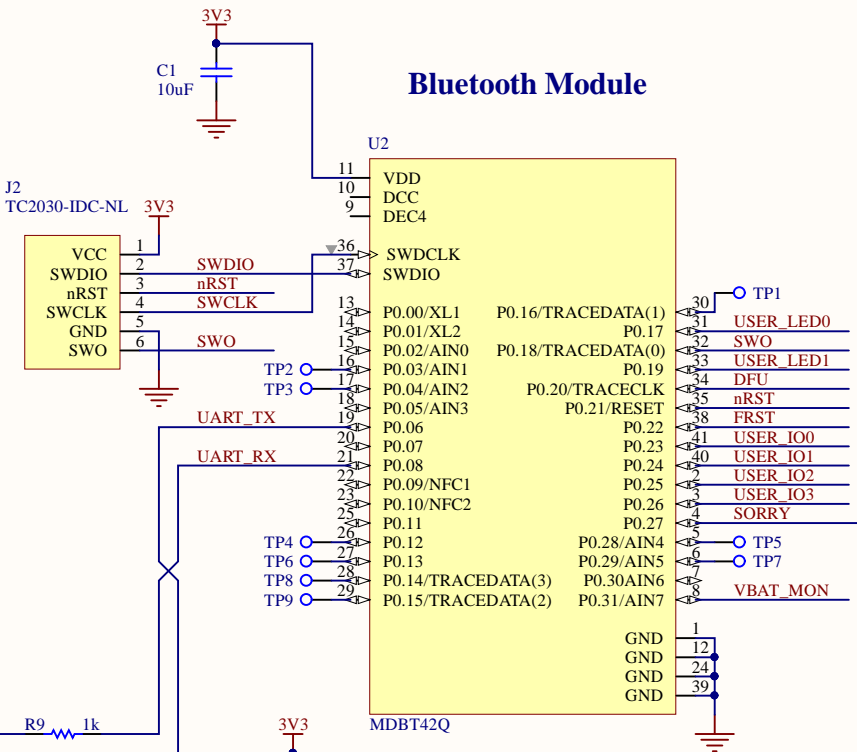 3V3
C1
10uF
Bluetooth Module
U2
J2
TC2030-IDC-NL
3V3
VCC 1
SWDIO 2 SWDIO
nRST 3 nRST
SWCLK 4 SWCLK
GND 5
SWO 6 SWO
11 VDD
10 DCC
9 DEC4
36 SWDCLK
37 SWDIO
13 P0.00/XL1
14 P0.01/XL2
15 P0.02/AIN0
TP2 16 P0.03/AIN1
TP3 17 P0.04/AIN2
18 P0.05/AIN3
UART_TX 19 P0.06
20 P0.07
UART_RX 21 P0.08
22 P0.09/NFC1
23 P0.10/NFC2
25 P0.11
TP4 26 P0.12
TP6 27 P0.13
TP8 28 P0.14/TRACEDATA(3)
TP9 29 P0.15/TRACEDATA(2)
P0.16/TRACEDATA(1) 30 TP1
P0.17 31 USER_LED0
P0.18/TRACEDATA(0) 32 SWO
P0.19 33 USER_LED1
P0.20/TRACECLK 34 DFU
P0.21/RESET 35 nRST
P0.22 38 FRST
P0.23 41 USER_IO0
P0.24 40 USER_IO1
P0.25 2 USER_IO2
P0.26 3 USER_IO3
P0.27 4 SORRY
P0.28/AIN4 5 TP5
P0.29/AIN5 6 TP7
P0.30AIN6 7
P0.31/AIN7 8 VBAT_MON
GND 1
GND 12
GND 24
GND 39
MDBT42Q
R9 1k
3V3